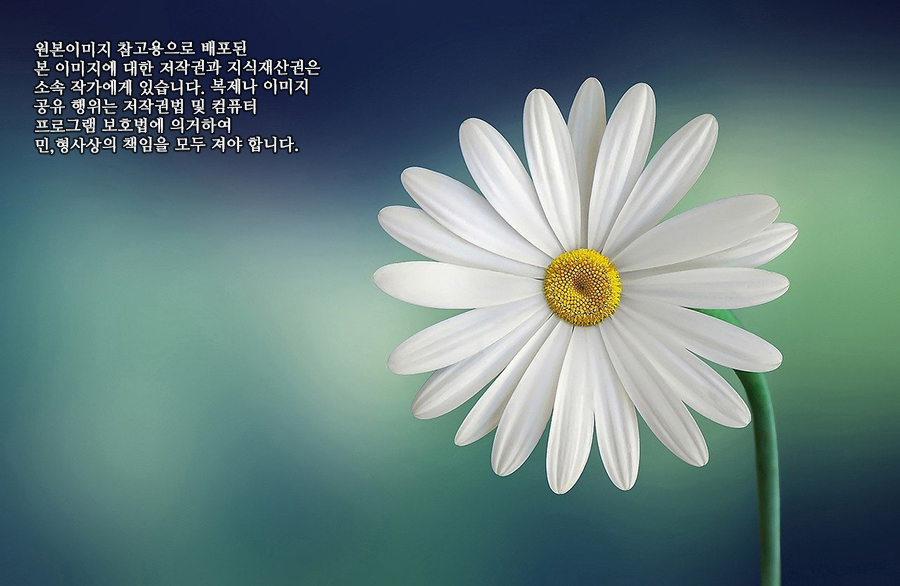 원본이미지 참고용으로 배포된
본 이미지에 대한 저작권과 지식재산권은
소속 작가에게 있습니다. 복제나 이미지
공유 행위는 저작권법 및 컴퓨터
프로그램 보호법에 의거하여
민,형사상의 책임을 모두 져야 합니다.